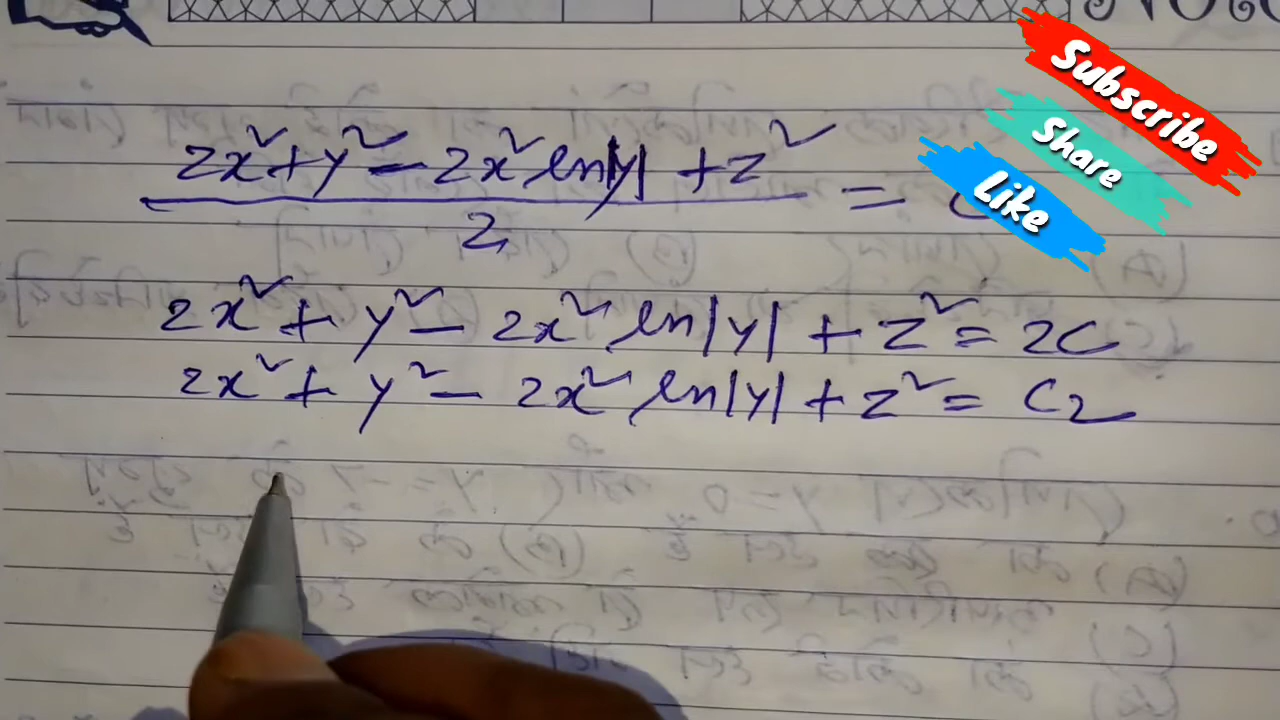 Subscribe
Share
Like
2x² + y² - 2x² ln|y| + z²
———
2
=
2x² + y² - 2x² ln|y| + z² = 2C
2x² + y² - 2x² ln|y| + z² = C₂